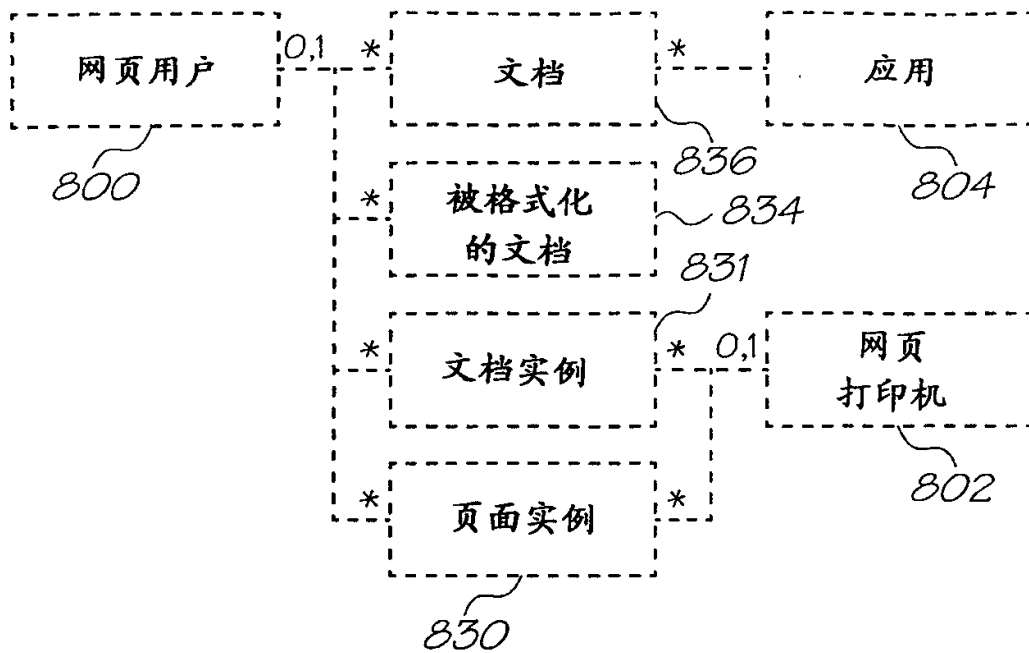 网页用户
0,1
*
文档
*
应用
800
836
804
*
被格式化
的文档
834
831
*
文档实例
*
0,1
网页
打印机
802
*
页面实例
*
830